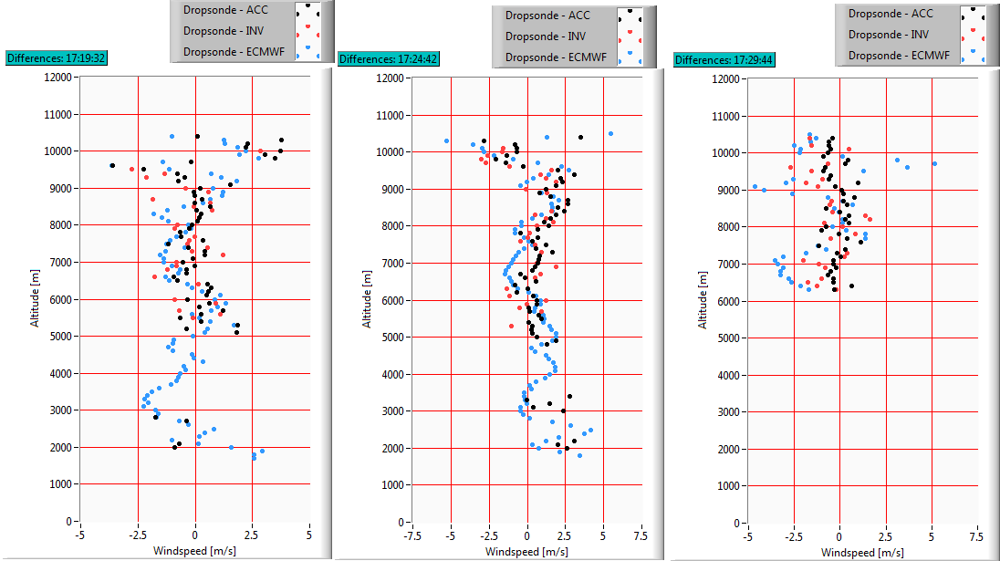 Dropsonde - ACC
Dropsonde - INV
Dropsonde - ECMWF
Differences: 17:19:32
12000
11000
10000
9000
8000
7000
6000
5000
4000
3000
2000
1000
0
Altitude [m]
-5 -2.5 0 2.5 5
Windspeed [m/s]
Dropsonde - ACC
Dropsonde - INV
Dropsonde - ECMWF
Differences: 17:24:42
12000
11000
10000
9000
8000
7000
6000
5000
4000
3000
2000
1000
0
Altitude [m]
-7.5 -5 -2.5 0 2.5 5 7.5
Windspeed [m/s]
Dropsonde - ACC
Dropsonde - INV
Dropsonde - ECMWF
Differences: 17:29:44
12000
11000
10000
9000
8000
7000
6000
5000
4000
3000
2000
1000
0
Altitude [m]
-5 -2.5 0 2.5 5 7.5
Windspeed [m/s]